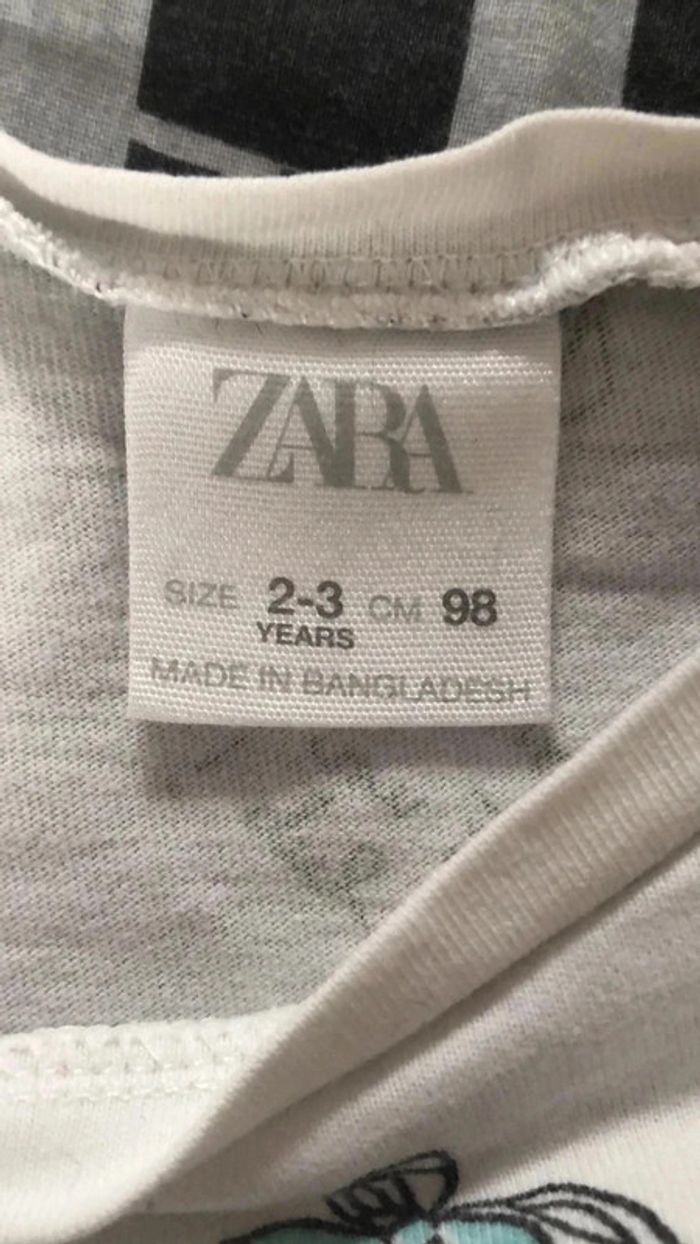 ZARA
SIZE 2-3 CM 98
YEARS
MADE IN BANGLADESH